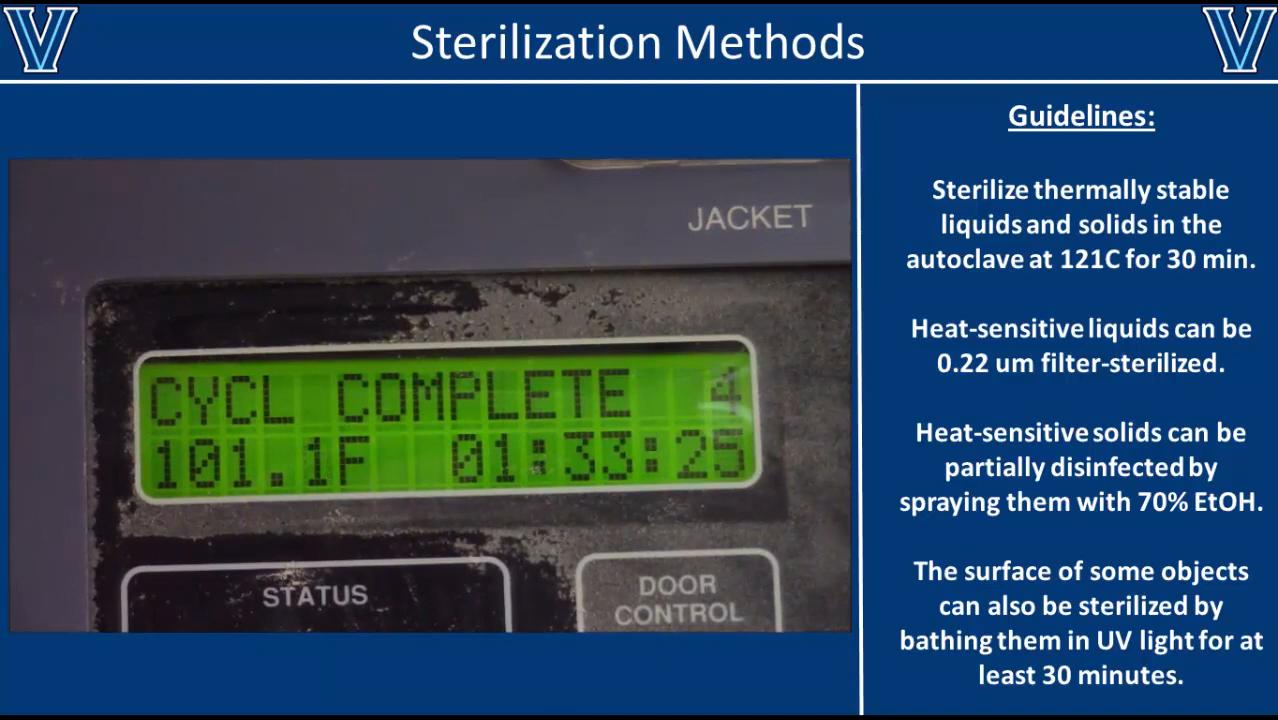 Sterilization Methods
Guidelines:
Sterilize thermally stable
liquids and solids in the
autoclave at 121C for 30 min.
Heat-sensitive liquids can be
0.22 um filter-sterilized.
Heat-sensitive solids can be
partially disinfected by
spraying them with 70% EtOH.
The surface of some objects
can also be sterilized by
bathing them in UV light for at
least 30 minutes.
JACKET
CYCL COMPLETE 4
101.1F 01:33:25
STATUS
DOOR
CONTROL
V
V